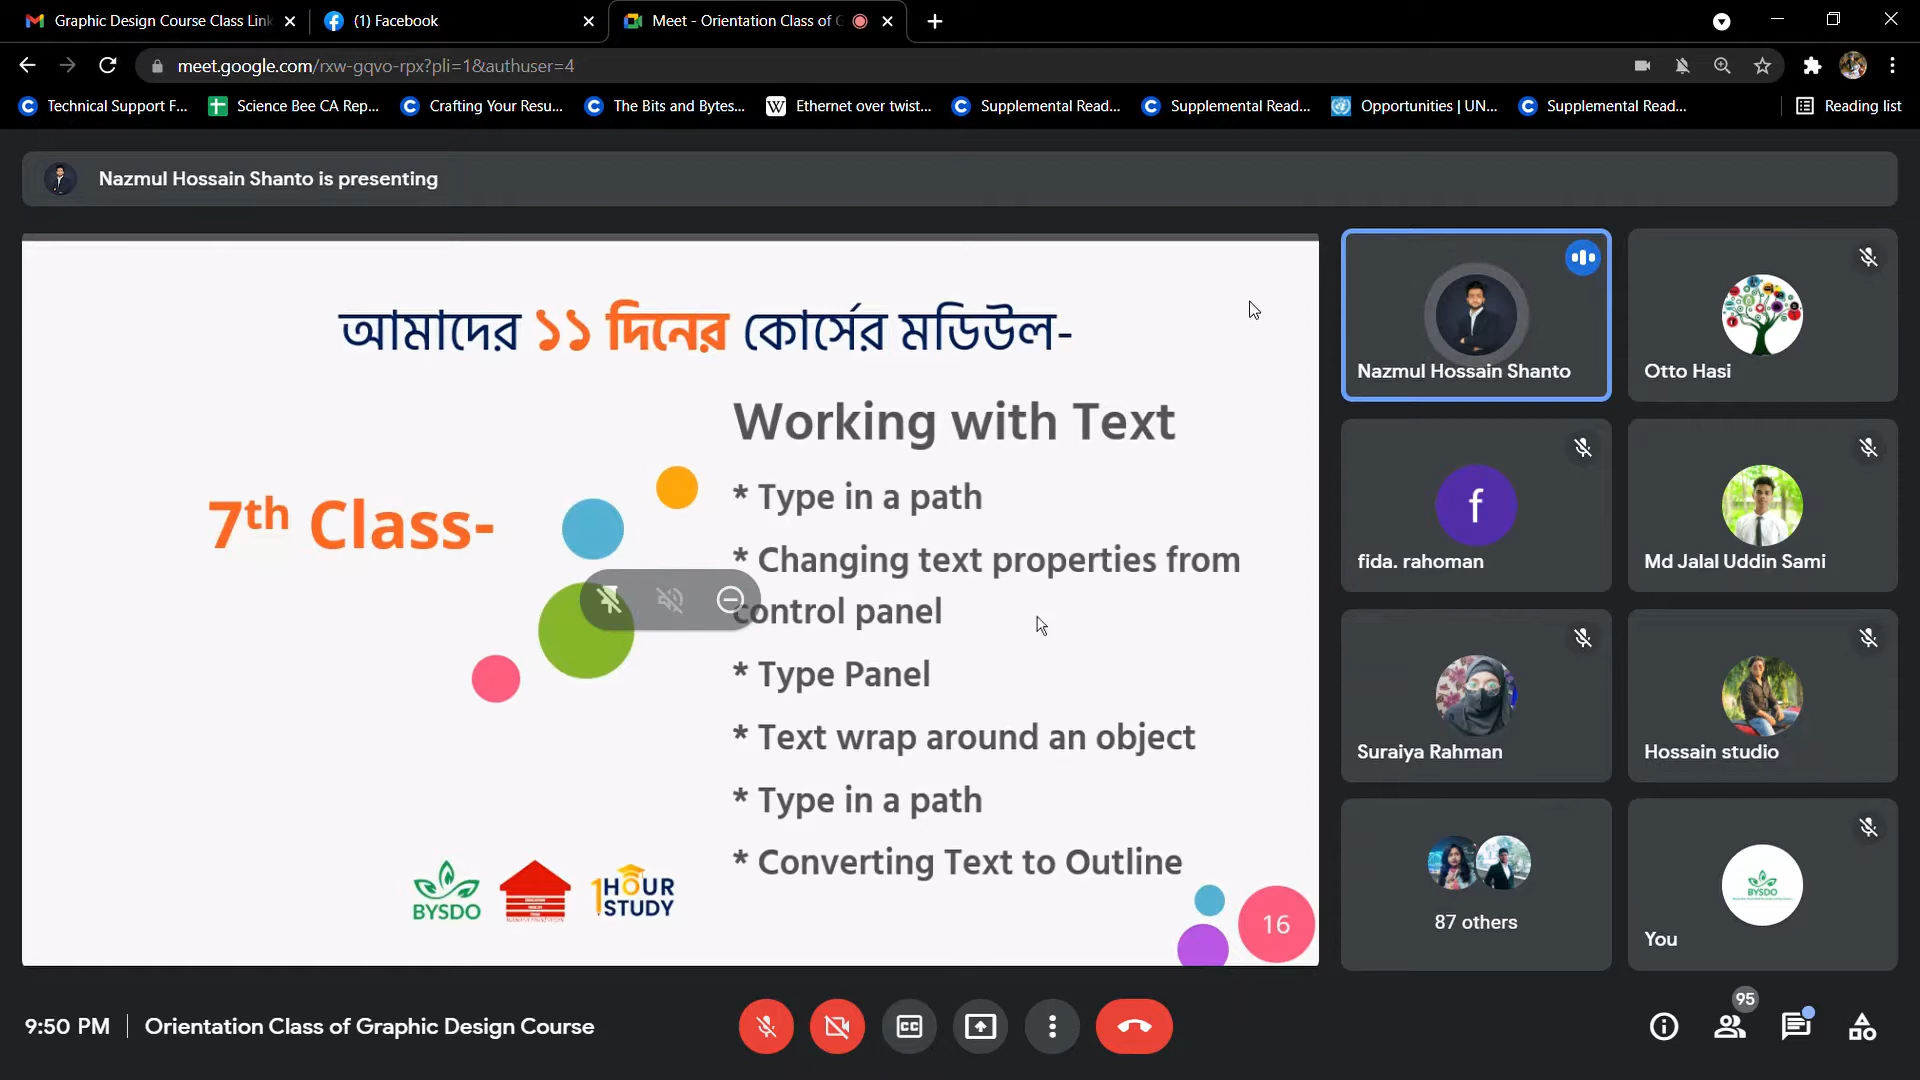 Graphic Design Course Class Link
(1) Facebook
Meet - Orientation Class of G
meet.google.com/rxw-gqvo-rpx?pli=1&authuser=4
Technical Support F...
Science Bee CA Rep...
Crafting Your Resu...
The Bits and Bytes...
W Ethernet over twist...
Supplemental Read...
Supplemental Read...
Opportunities | UN...
Supplemental Read...
Reading list
Nazmul Hossain Shanto is presenting
আমাদের ১১ দিনের কোর্সের মডিউল-
7th Class-
Working with Text
* Type in a path
* Changing text properties from
control panel
* Type Panel
* Text wrap around an object
* Type in a path
* Converting Text to Outline
BYSDO
1HOUR
STUDY
16
Nazmul Hossain Shanto
Otto Hasi
f
fida. rahoman
Md Jalal Uddin Sami
Suraiya Rahman
Hossain studio
87 others
BYSDO
You
9:50 PM
Orientation Class of Graphic Design Course
CC
95